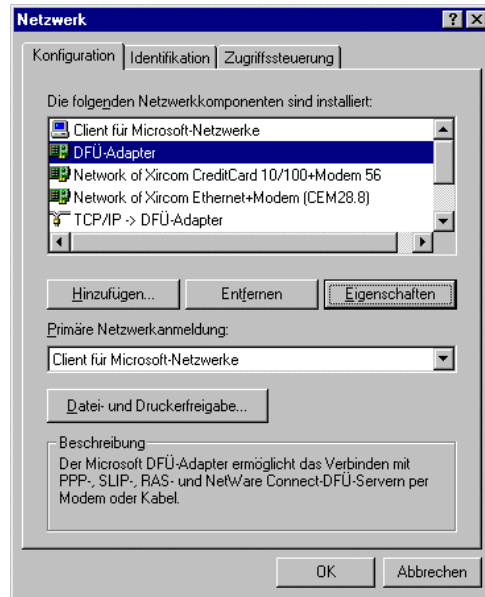 Netzwerk
Konfiguration Identifikation Zugriffssteuerung
Die folgenden Netzwerkkomponenten sind installiert:
Client für Microsoft-Netzwerke
DFÜ-Adapter
Network of Xircom CreditCard 10/100+Modem 56
Network of Xircom Ethernet+Modem (CEM28.8)
TCP/IP -> DFÜ-Adapter
Hinzufügen... Entfernen Eigenschaften
Primäre Netzwerkanmeldung:
Client für Microsoft-Netzwerke
Datei- und Druckerfreigabe...
Beschreibung
Der Microsoft DFÜ-Adapter ermöglicht das Verbinden mit
PPP-, SLIP-, RAS- und NetWare Connect-DFÜ-Servern per
Modem oder Kabel.
OK Abbrechen